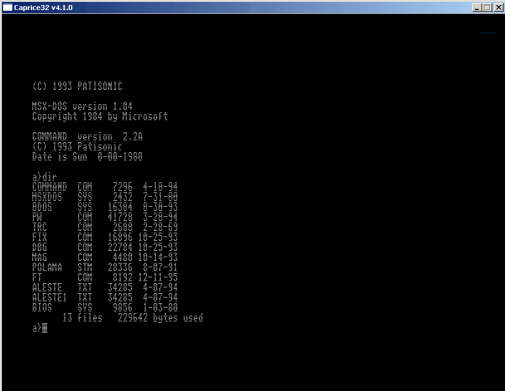 Caprice32 v4.1.0
(C) 1993 PATISONIC
MSX-DOS version 1.04
Copyright 1984 by Microsoft
COMMAND version 2.2A
(C) 1993 Patisonic
Date is Sun 0-00-1980
a>dir
COMMAND COM 7296 4-18-94
MSXDOS SYS 2432 7-31-80
BDOS SYS 16384 8-30-93
PW COM 41728 3-28-94
TRC COM 2688 2-28-89
FIX COM 16896 10-25-93
DBG COM 22784 10-25-93
MAG COM 4480 10-14-93
POLAMA STM 28336 8-07-91
FT COM 8192 12-11-95
ALESTE TXT 34285 4-07-94
ALESTE1 TXT 34285 4-07-94
BIOS SYS 9856 1-03-80
13 files 229642 bytes used
a>